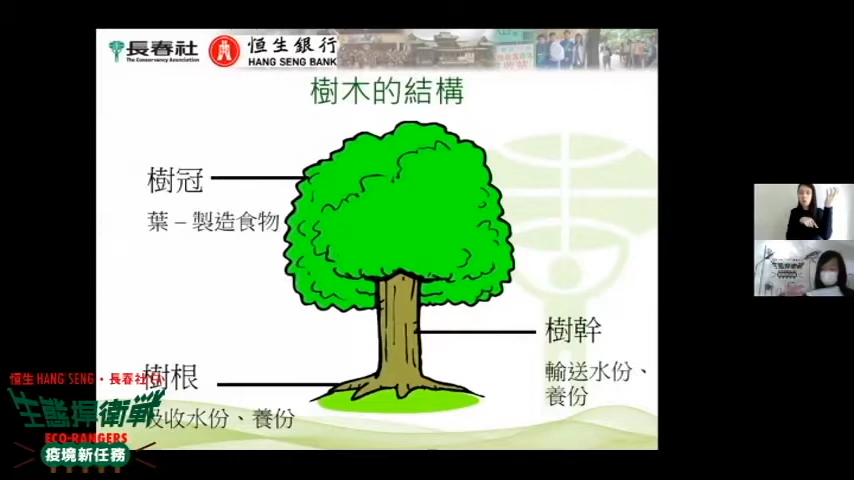 長春社
The Conservancy Association
恒生銀行
HANG SENG BANK
樹木的結構
樹冠
葉 – 製造食物
樹幹
輸送水份、
養份
樹根
吸收水份、養份
恒生 HANG SENG・長春社
生態悍衛戰
ECO-RANGERS
疫境新任務